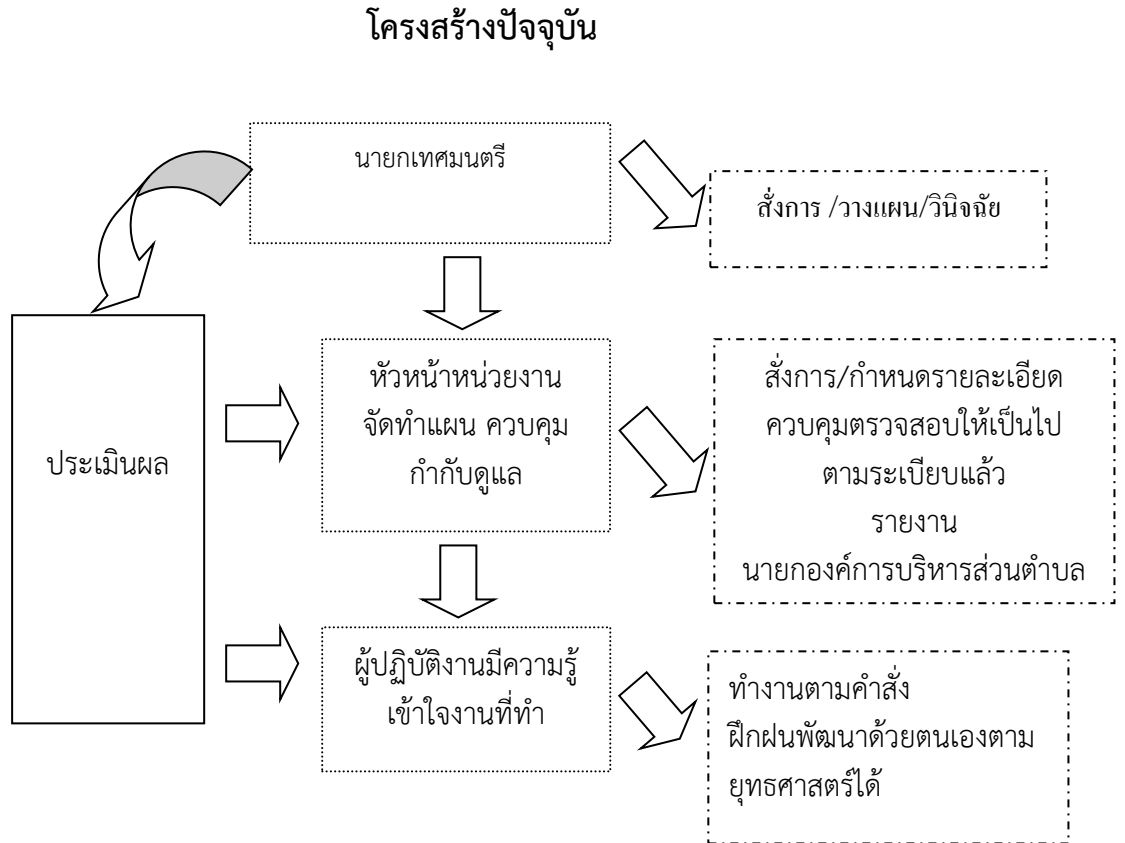 โครงสร้างปัจจุบัน
นายกเทศมนตรี
สั่งการ /วางแผน/วินิจฉัย
ประเมินผล
หัวหน้าหน่วยงาน
จัดทำแผน ควบคุม
กำกับดูแล
สั่งการ/กำหนดรายละเอียด
ควบคุมตรวจสอบให้เป็นไป
ตามระเบียบแล้ว
รายงาน
นายกองค์การบริหารส่วนตำบล
ผู้ปฏิบัติงานมีความรู้
เข้าใจงานที่ทำ
ทำงานตามคำสั่ง
ฝึกฝนพัฒนาด้วยตนเองตาม
ยุทธศาสตร์ได้